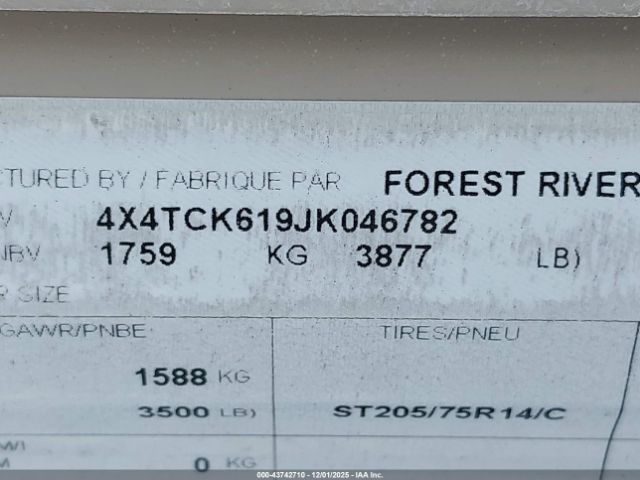 CTURED BY / FABRIQUE PAR FOREST RIVER
V 4X4TCK619JK046782
NBV 1759 KG 3877 LB)
R SIZE
GAWR/PNBE TIRES/PNEU
1588 KG
3500 LB) ST205/75R14/C
0 KG
000-43742710 - 12/01/2025 - IAA Inc.